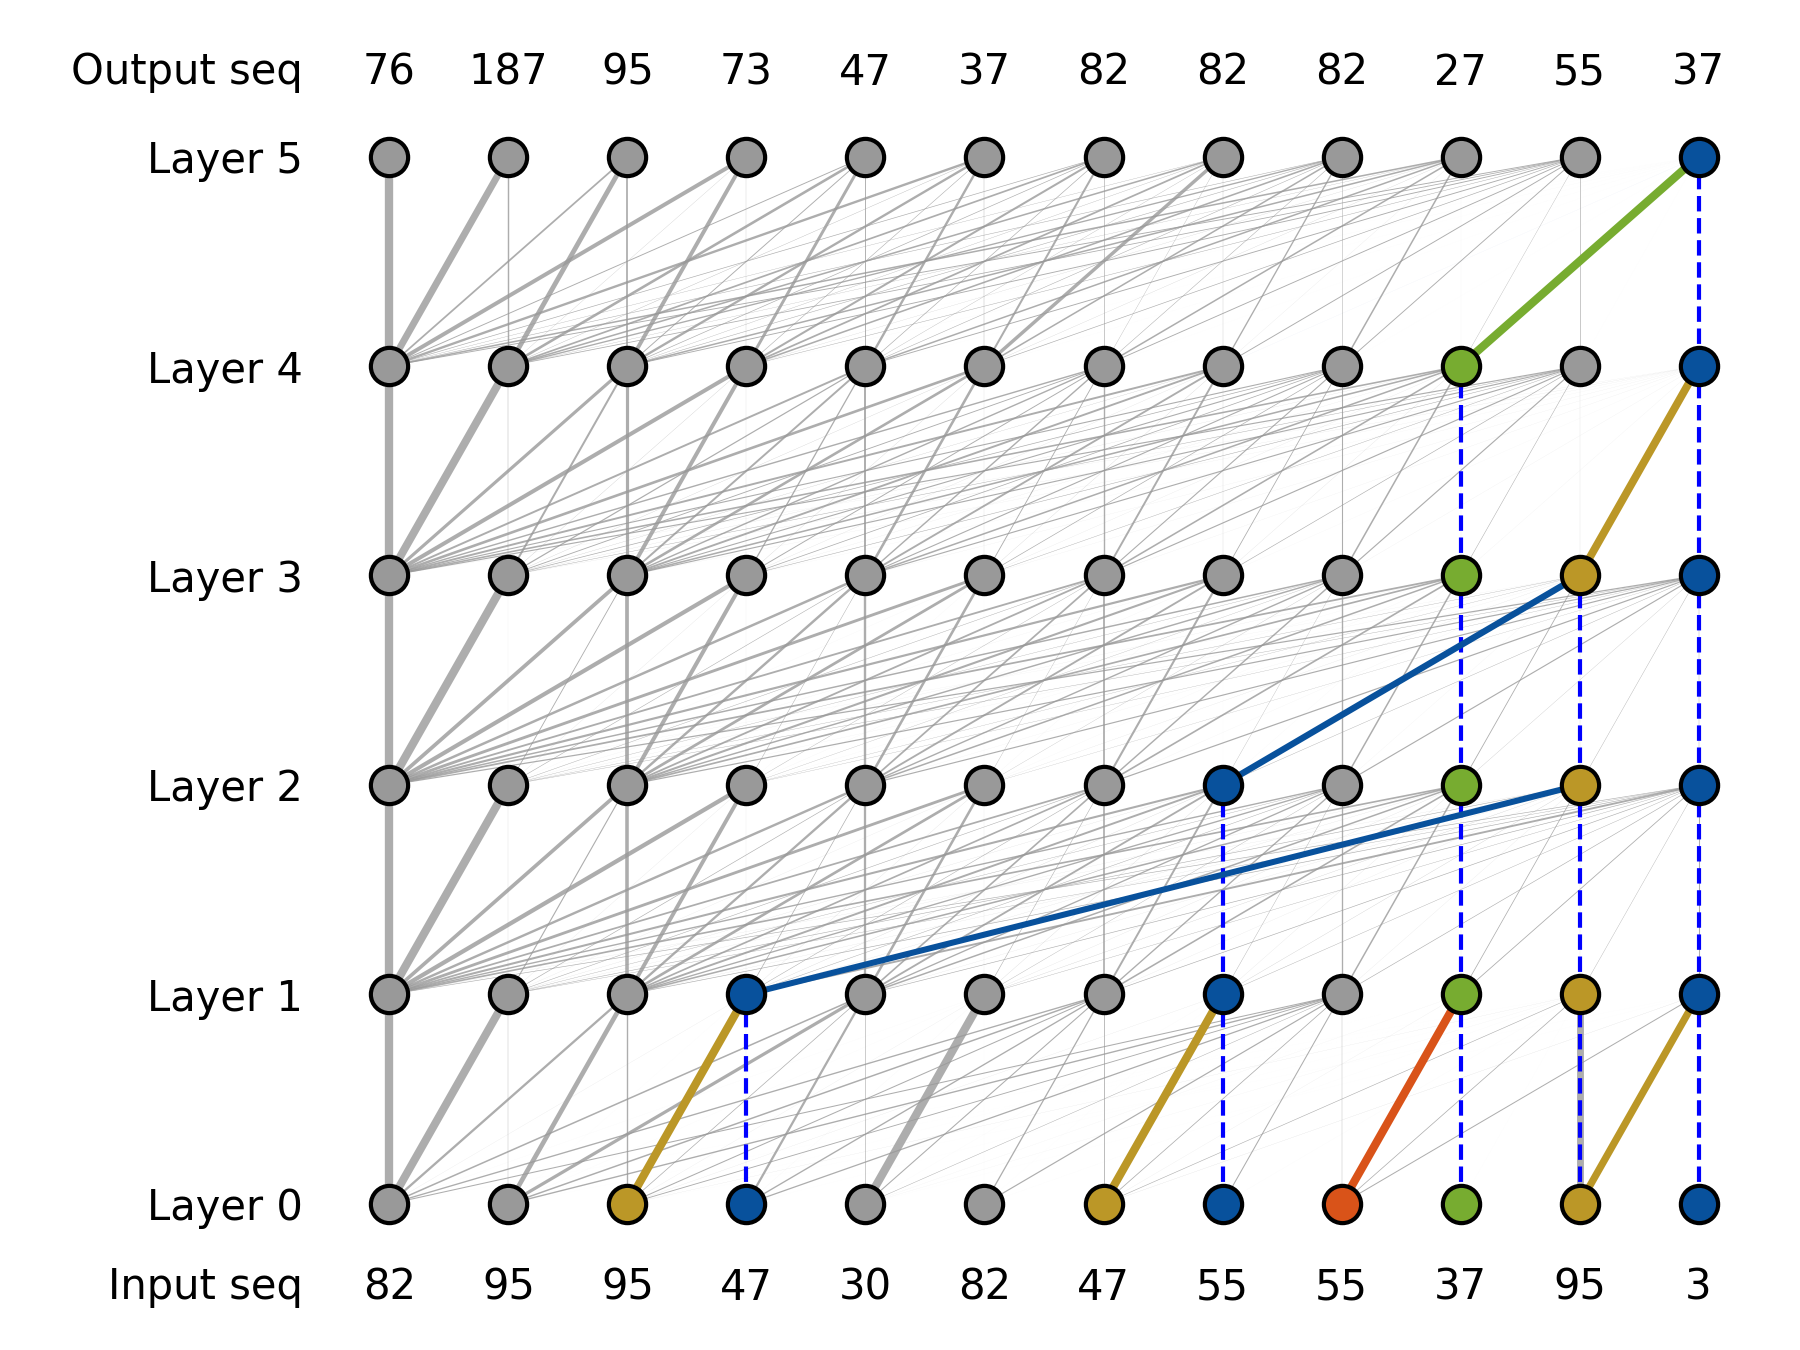 Output seq 76 187 95 73 47 37 82 82 82 27 55 37
Layer 5
Layer 4
Layer 3
Layer 2
Layer 1
Layer 0
Input seq 82 95 95 47 30 82 47 55 55 37 95 3